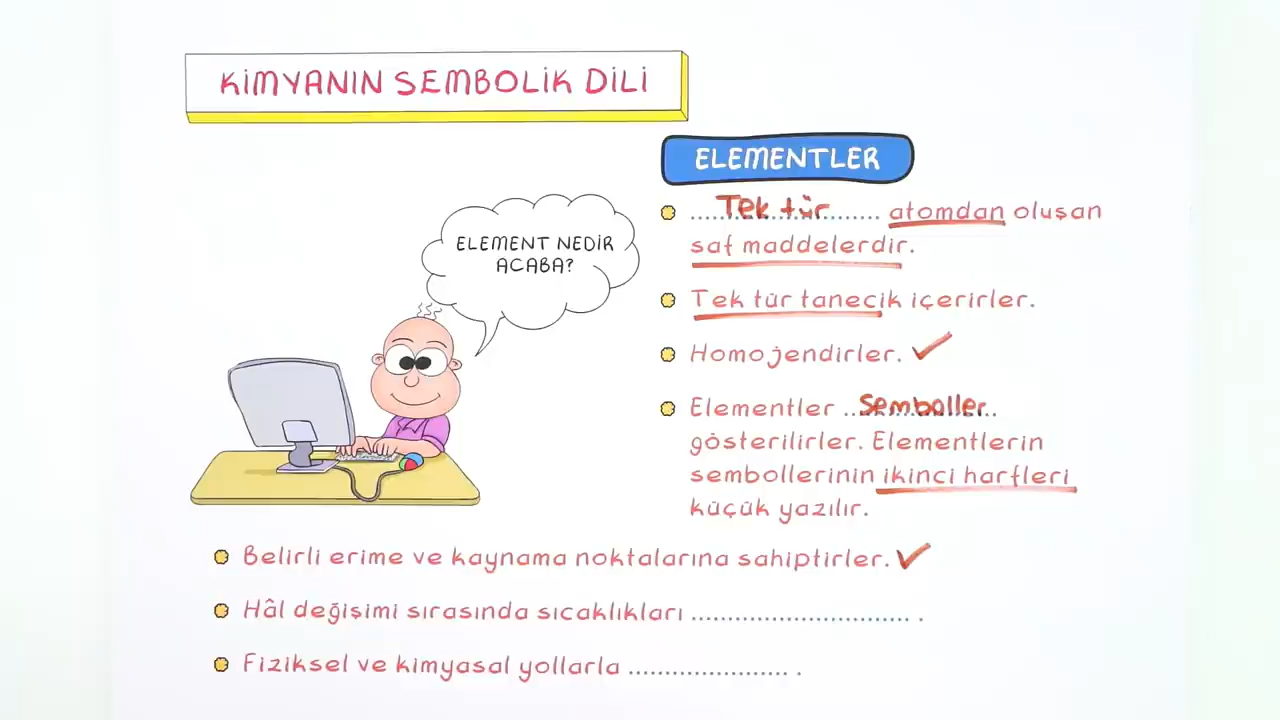 KİMYANIN SEMBOLİK DİLİ
ELEMENTLER
Tek tür atomdan oluşan
saf maddelerdir.
ELEMENT NEDİR
ACABA?
Tek tür tanecik içerirler.
Homojendirler.
Elementler semboller
gösterilirler. Elementlerin
sembollerinin ikinci harfleri
küçük yazılır.
Belirli erime ve kaynama noktalarına sahiptirler.
Hâl değişimi sırasında sıcaklıkları .............................. .
Fiziksel ve kimyasal yollarla ...................... .